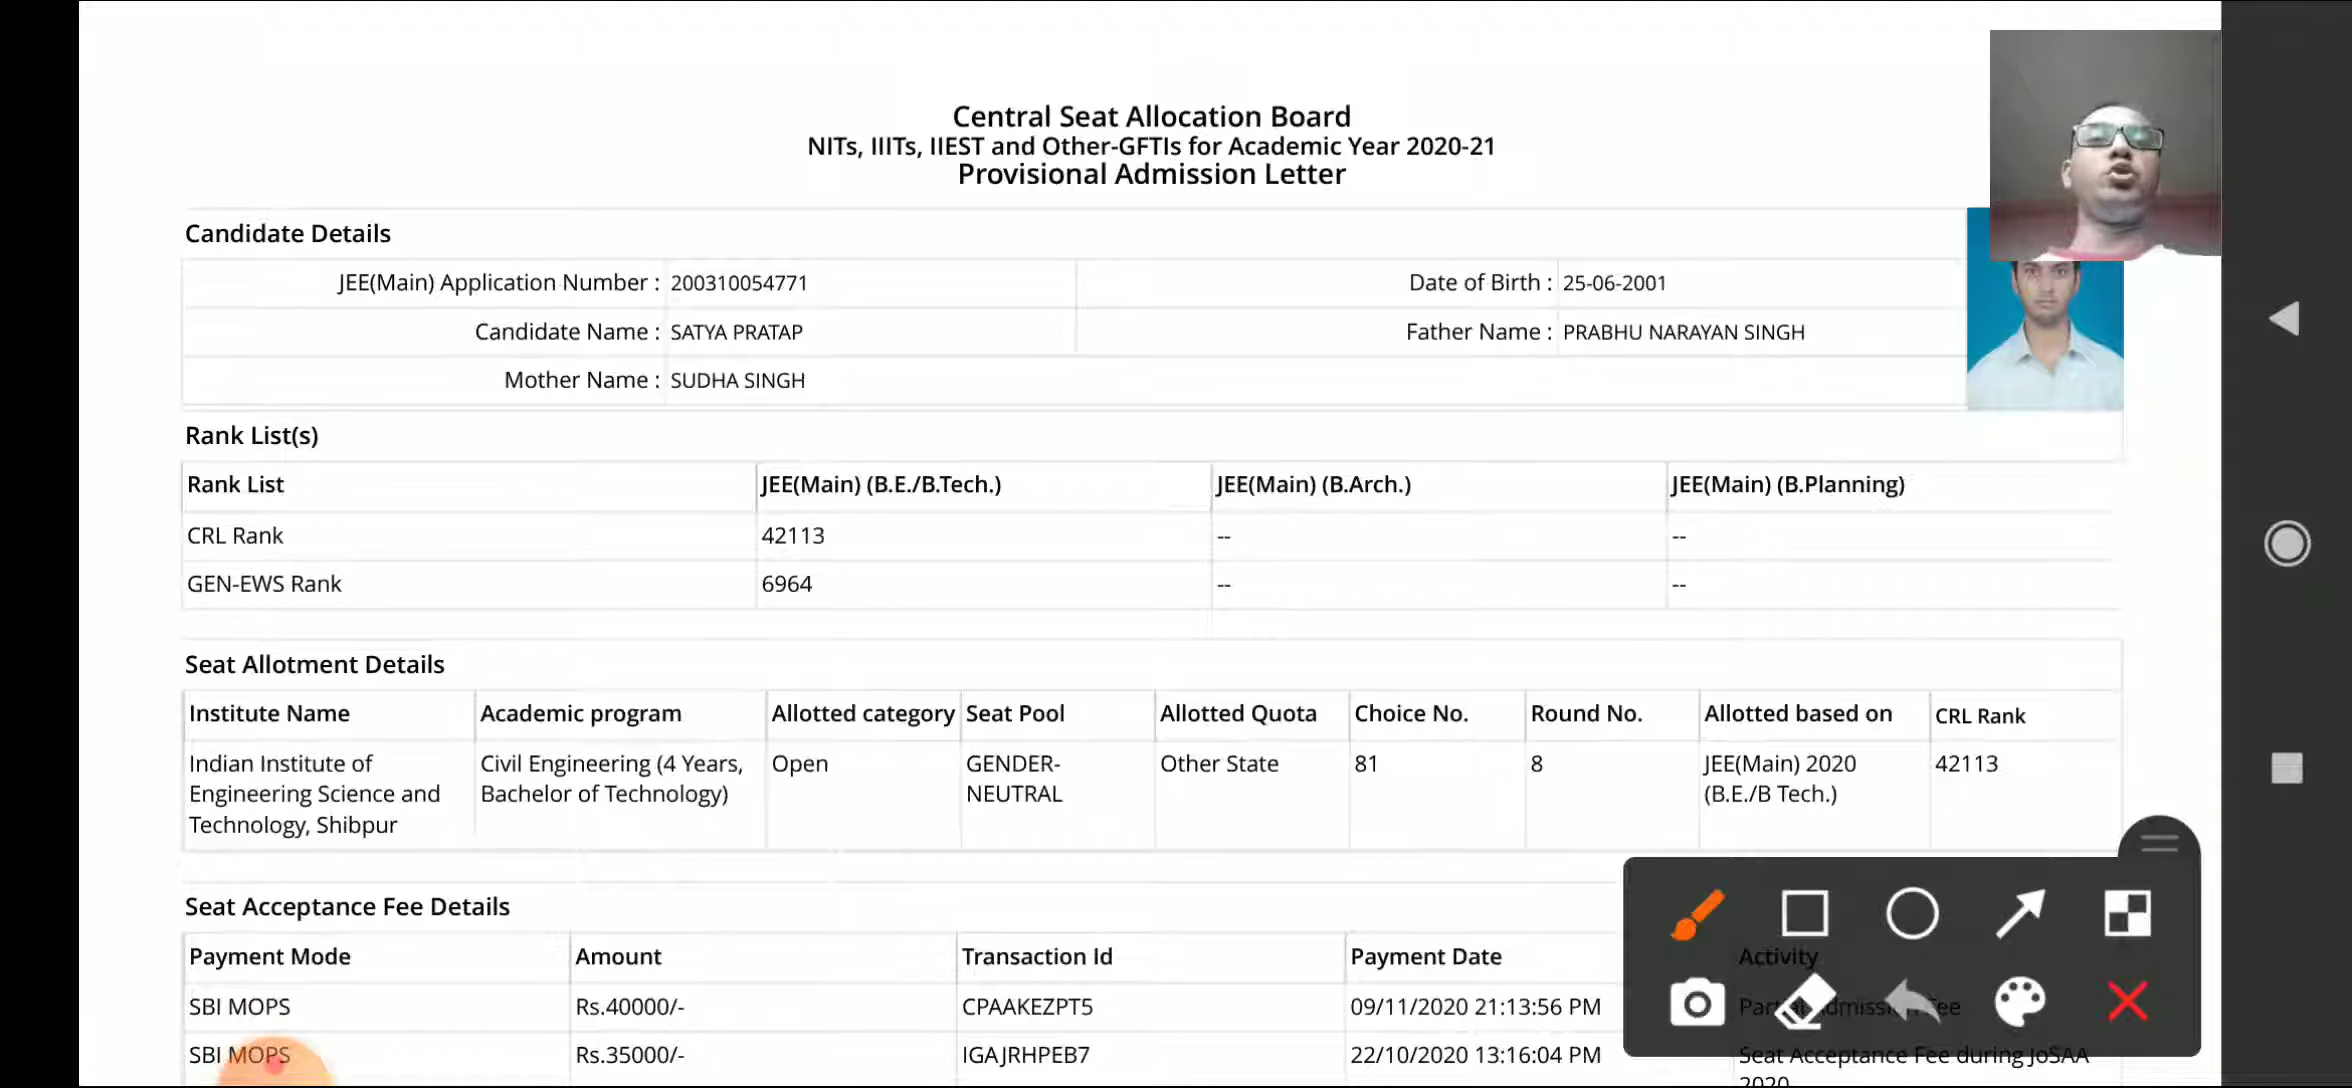 Central Seat Allocation Board
NITs, IIITs, IIEST and Other-GFTIs for Academic Year 2020-21
Provisional Admission Letter
Candidate Details
JEE(Main) Application Number : 200310054771 Date of Birth : 25-06-2001
Candidate Name : SATYA PRATAP Father Name : PRABHU NARAYAN SINGH
Mother Name : SUDHA SINGH
Rank List(s)
Rank List JEE(Main) (B.E./B.Tech.) JEE(Main) (B.Arch.) JEE(Main) (B.Planning)
CRL Rank 42113 -- --
GEN-EWS Rank 6964 -- --
Seat Allotment Details
Institute Name Academic program Allotted category Seat Pool Allotted Quota Choice No. Round No. Allotted based on CRL Rank
Indian Institute of Civil Engineering (4 Years, Open GENDER- Other State 81 8 JEE(Main) 2020 42113
Engineering Science and Bachelor of Technology) NEUTRAL (B.E./B Tech.)
Technology, Shibpur
Seat Acceptance Fee Details
Payment Mode Amount Transaction Id Payment Date Activity
SBI MOPS Rs.40000/- CPAAKEZPT5 09/11/2020 21:13:56 PM
SBI MOPS Rs.35000/- IGAJRHPEB7 22/10/2020 13:16:04 PM Seat Acceptance Fee during JoSAA
2020